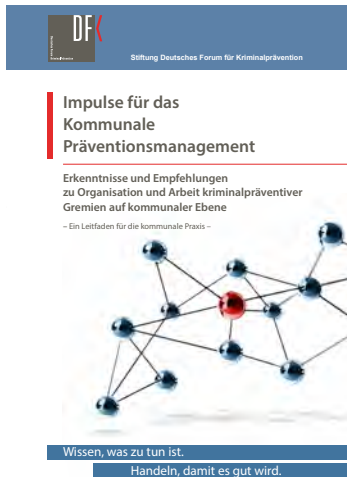 DFK
Stiftung Deutsches Forum für Kriminalprävention
Impulse für das
Kommunale
Präventionsmanagement
Erkenntnisse und Empfehlungen
zu Organisation und Arbeit kriminalpräventiver
Gremien auf kommunaler Ebene
– Ein Leitfaden für die kommunale Praxis –
Wissen, was zu tun ist.
Handeln, damit es gut wird.